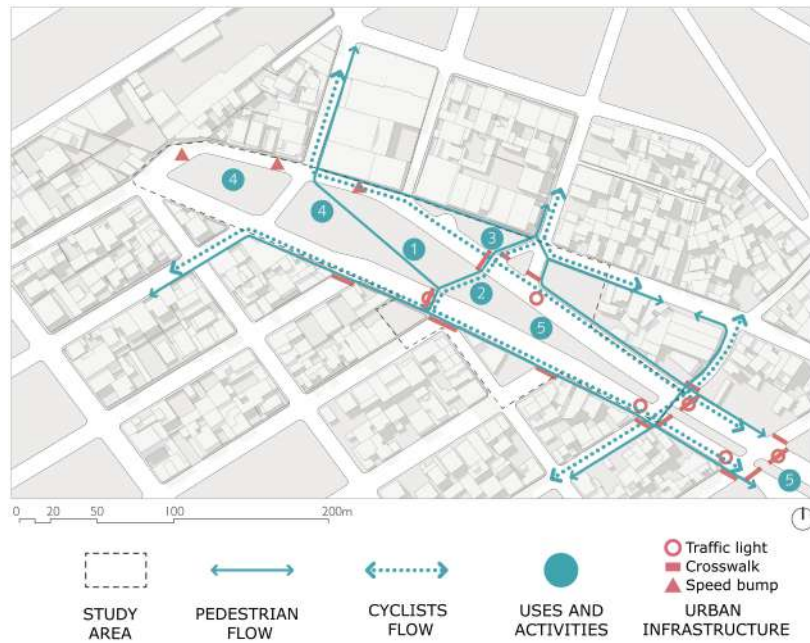 4
4
3
1
2
5
5
0 20 50 100 200m
Traffic light
Crosswalk
Speed bump
STUDY AREA
PEDESTRIAN FLOW
CYCLISTS FLOW
USES AND ACTIVITIES
URBAN INFRASTRUCTURE